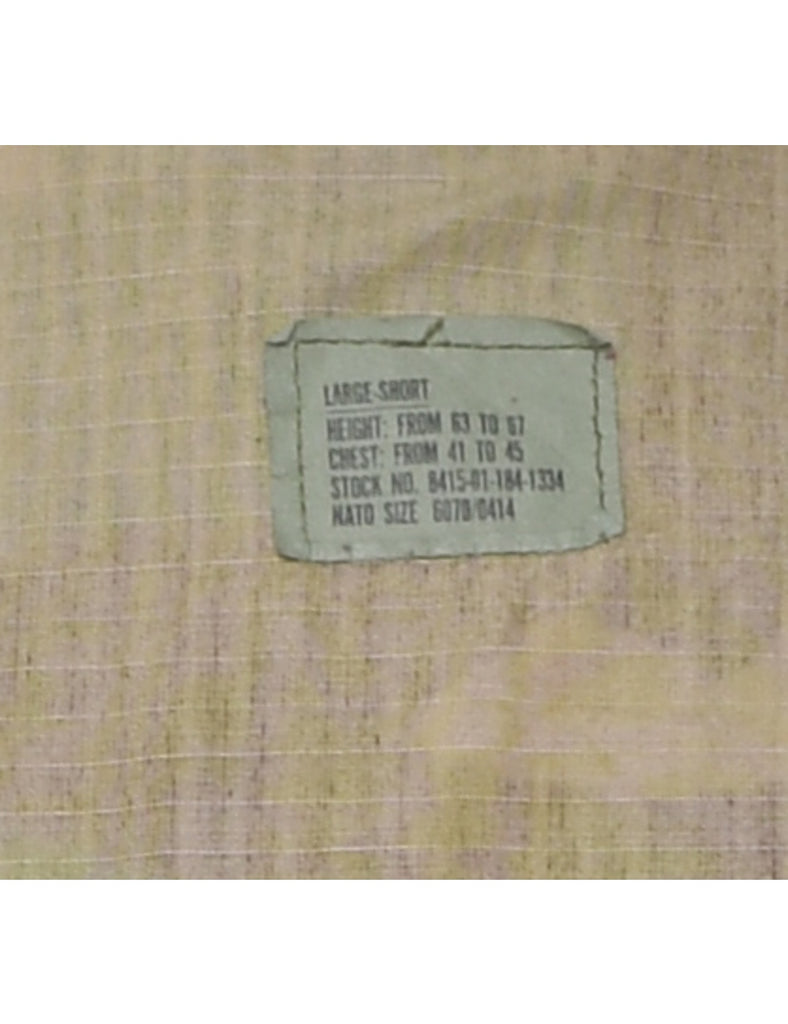 LARGE-SHORT
HEIGHT: FROM 63 TO 67
CHEST: FROM 41 TO 45
STOCK NO. 8415-01-184-1334
NATO SIZE 6070/0414